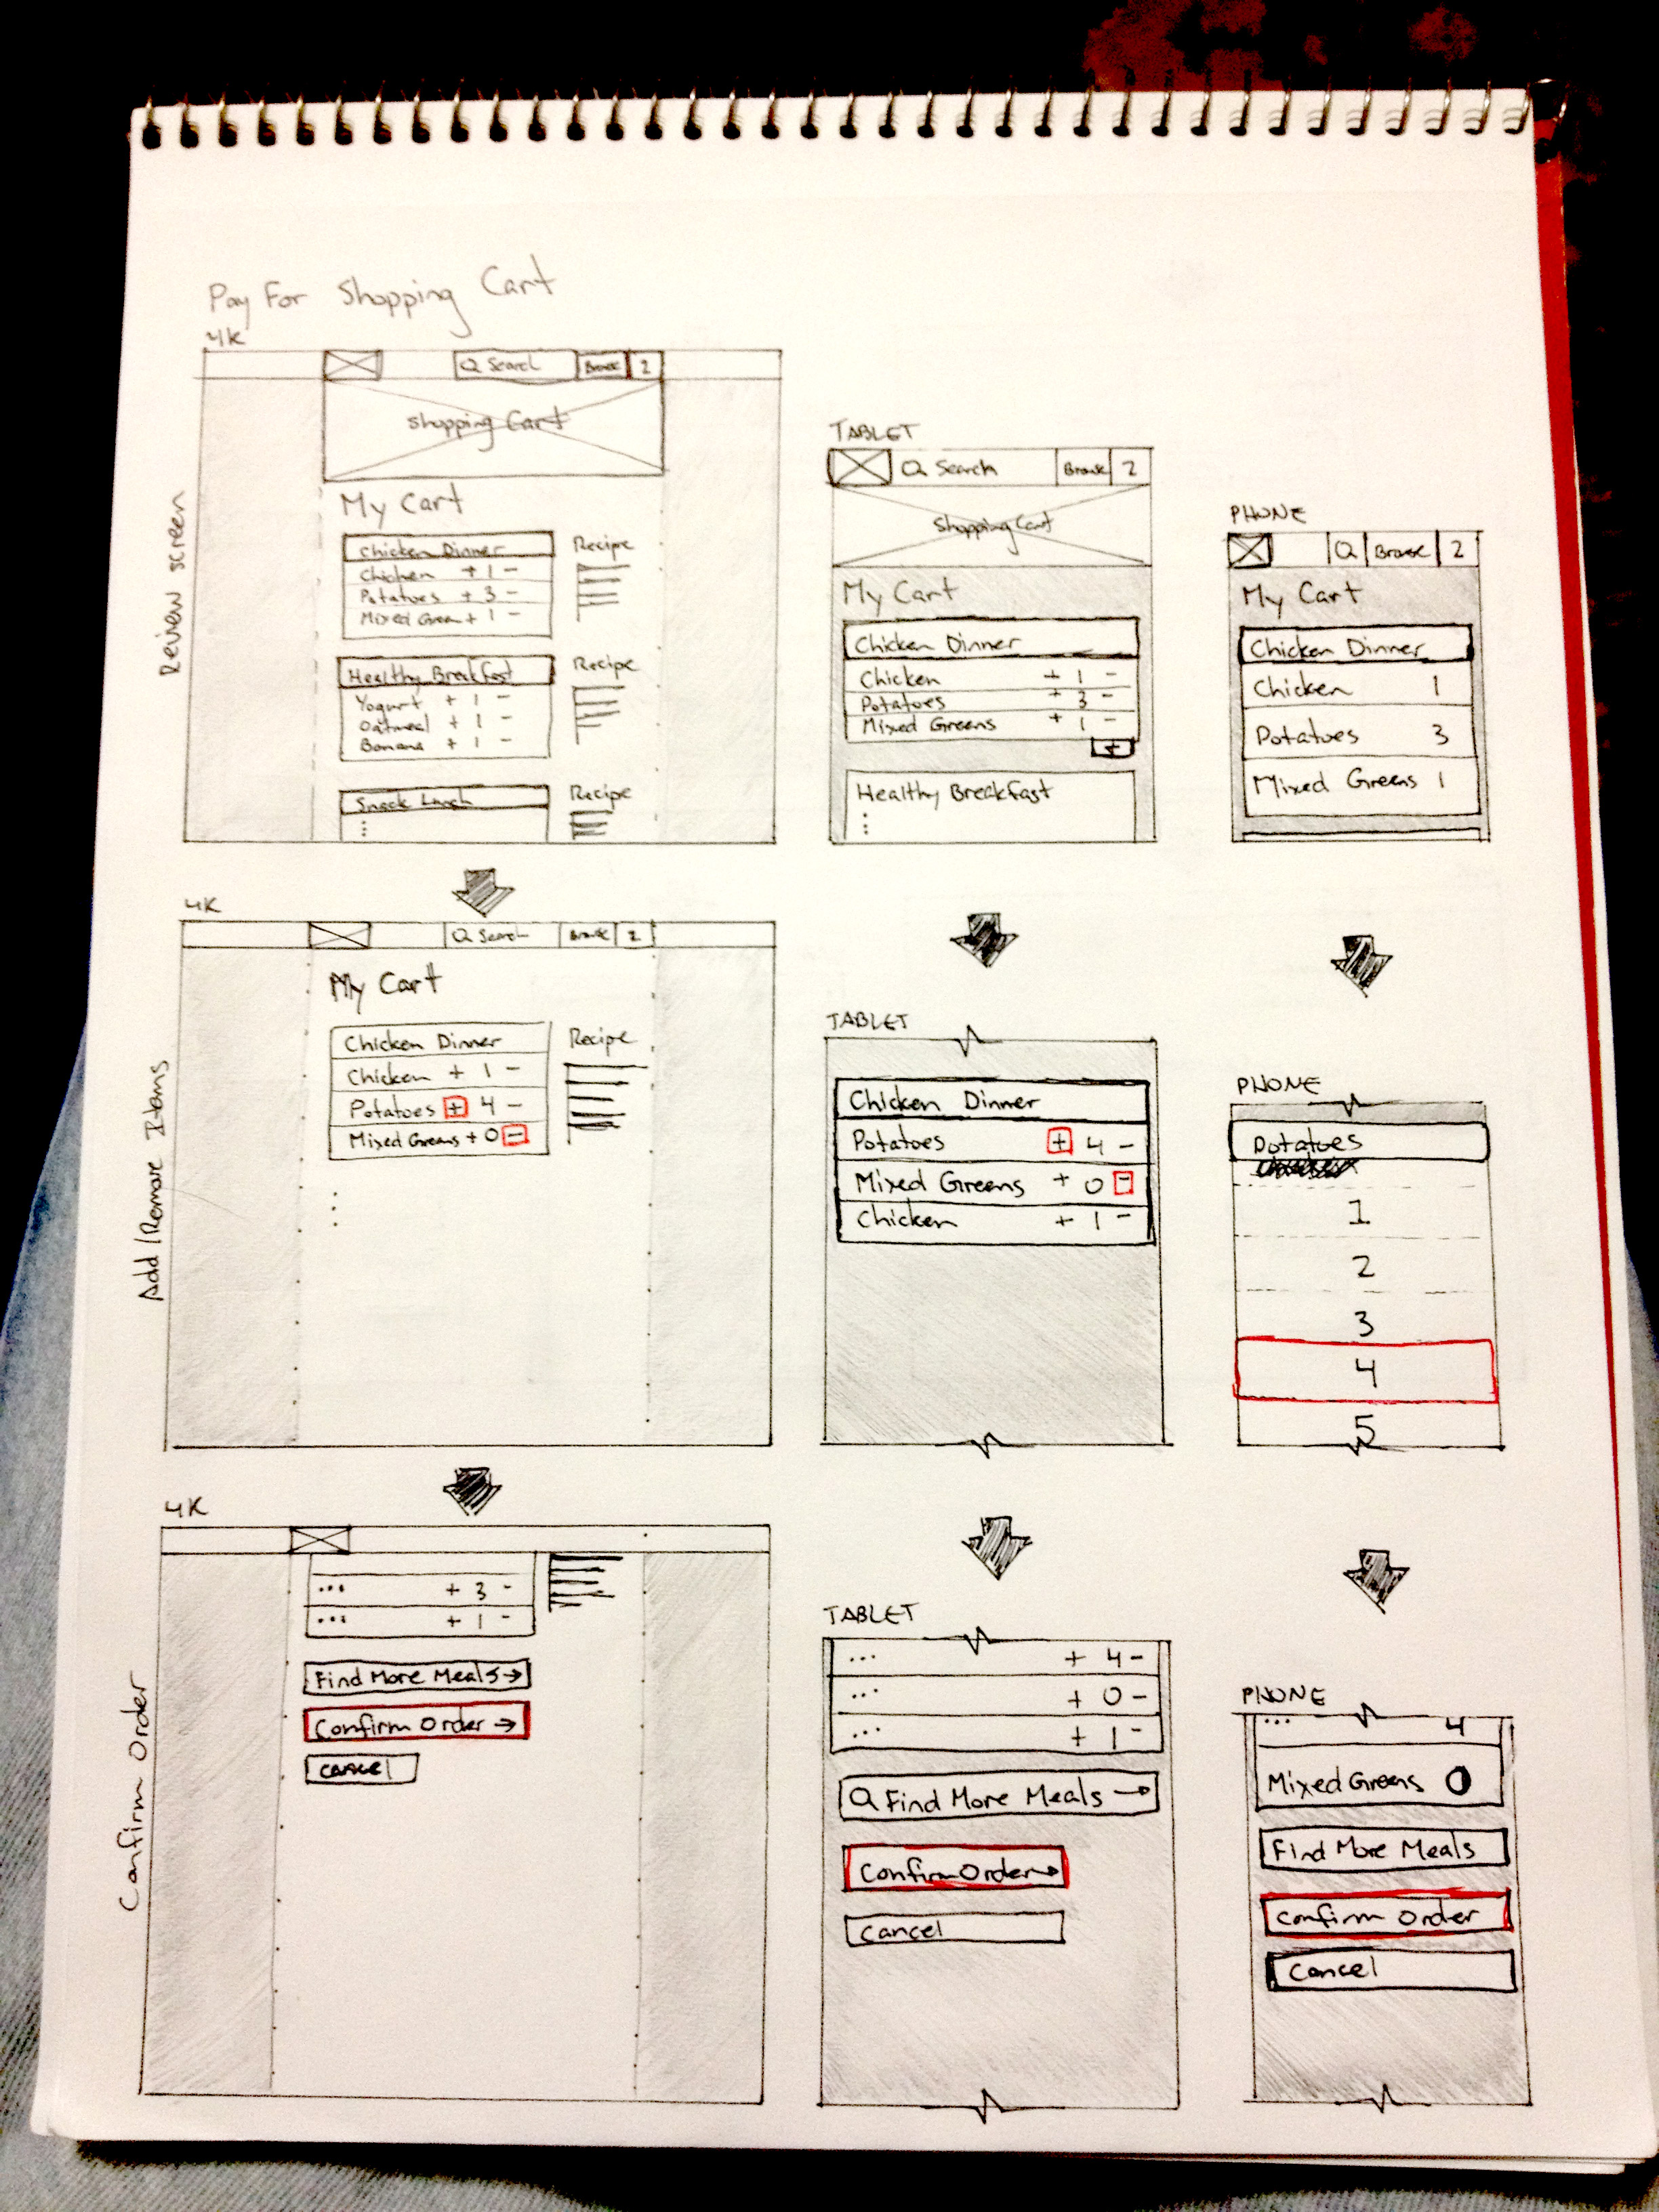 Pay For Shopping Cart
4K
Search Browse 2
Shopping Cart
My Cart
Chicken Dinner
Chicken + 1 -
Potatoes + 3 -
Mixed Green + 1 -
Recipe
Healthy Breakfast
Yogurt + 1 -
Oatmeal + 1 -
Banana + 1 -
Recipe
Snack Lunch
Recipe
Review screen
TABLET
Search Browse 2
Shopping Cart
My Cart
Chicken Dinner
Chicken + 1 -
Potatoes + 3 -
Mixed Greens + 1 -
+
Healthy Breakfast
PHONE
Browse 2
My Cart
Chicken Dinner
Chicken 1
Potatoes 3
Mixed Greens 1
4K
Search Browse 2
My Cart
Chicken Dinner
Chicken + 1 -
Potatoes + 4 -
Mixed Greens + 0 -
Recipe
Add/Remove Items
TABLET
Chicken Dinner
Potatoes + 4 -
Mixed Greens + 0 -
Chicken + 1 -
PHONE
Potatoes
1
2
3
4
5
4K
... + 3 -
... + 1 -
Find More Meals →
Confirm Order →
Cancel
Confirm Order
TABLET
... + 4 -
... + 0 -
... + 1 -
Find More Meals →
Confirm Order →
Cancel
PHONE
... 4
Mixed Greens 0
Find More Meals
Confirm Order
Cancel